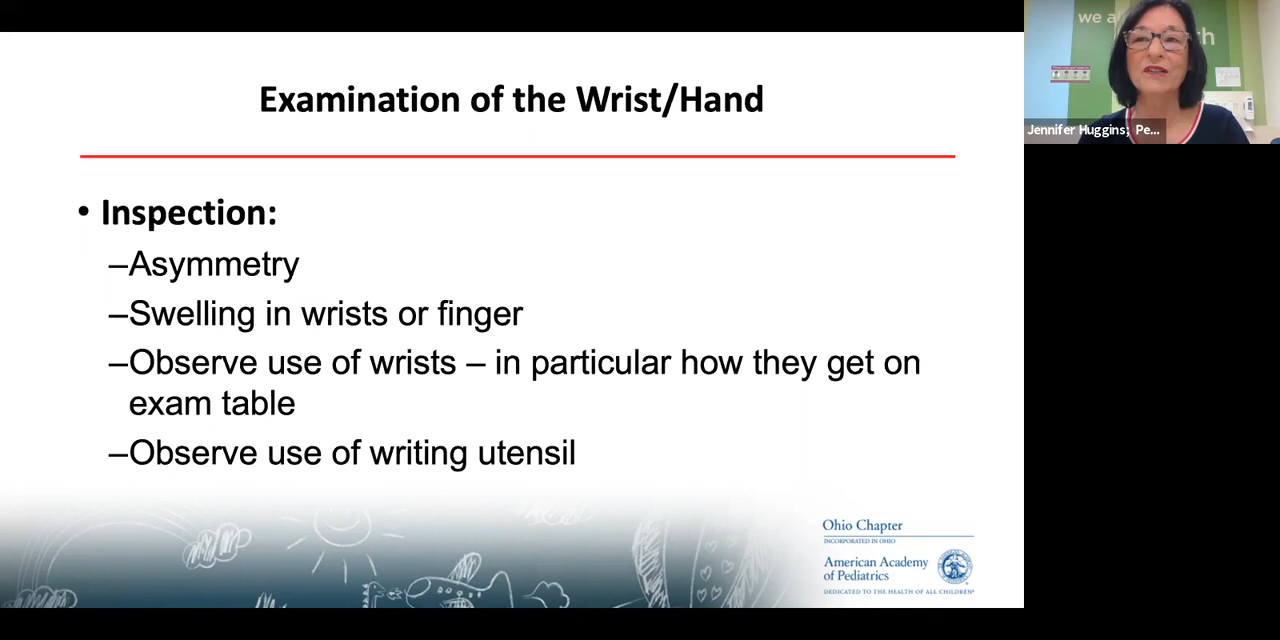 Examination of the Wrist/Hand
• Inspection:
–Asymmetry
–Swelling in wrists or finger
–Observe use of wrists – in particular how they get on
exam table
–Observe use of writing utensil
Ohio Chapter
INCORPORATED IN OHIO
American Academy
of Pediatrics
DEDICATED TO THE HEALTH OF ALL CHILDREN®
we a
th
Jennifer Huggins; Pe...